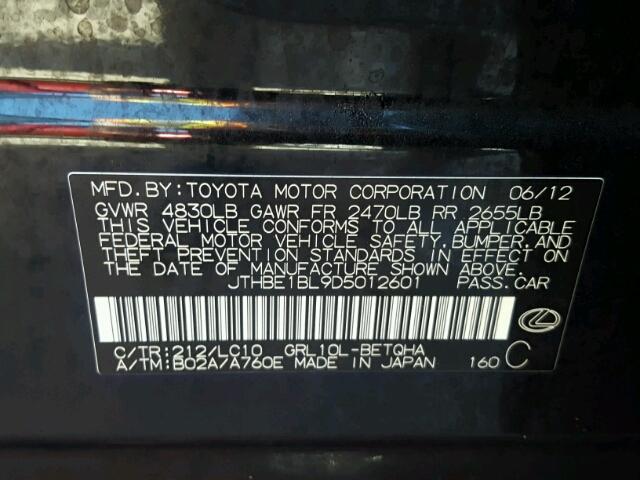 MFD. BY: TOYOTA MOTOR CORPORATION 06/12
GVWR 4830LB GAWR FR 2470LB RR 2655LB
THIS VEHICLE CONFORMS TO ALL APPLICABLE
FEDERAL MOTOR VEHICLE SAFETY, BUMPER, AND
THEFT PREVENTION STANDARDS IN EFFECT ON
THE DATE OF MANUFACTURE SHOWN ABOVE.
JTHBE1BL9D5012601 PASS. CAR
C/TR: 212/LC10 GRL10L-BETQHA
A/TM: B02A/A760E MADE IN JAPAN 160 C